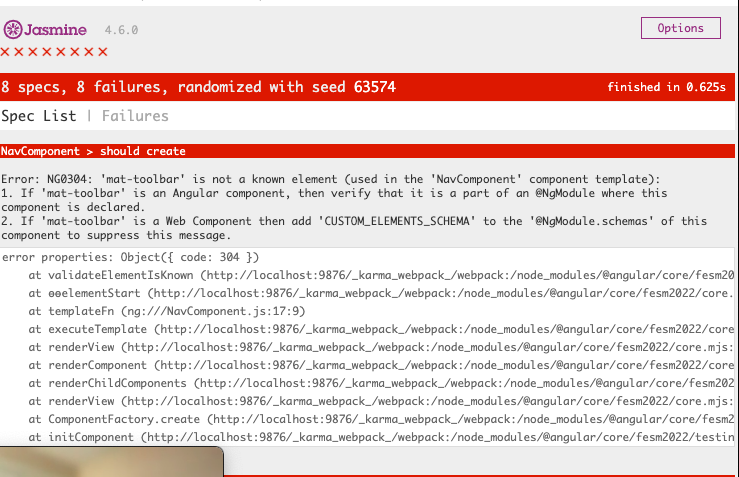 Jasmine 4.6.0
Options
××××××××
8 specs, 8 failures, randomized with seed 63574
finished in 0.625s
Spec List | Failures
NavComponent > should create
Error: NG0304: 'mat-toolbar' is not a known element (used in the 'NavComponent' component template):
1. If 'mat-toolbar' is an Angular component, then verify that it is a part of an @NgModule where this
component is declared.
2. If 'mat-toolbar' is a Web Component then add 'CUSTOM_ELEMENTS_SCHEMA' to the '@NgModule.schemas' of this
component to suppress this message.
error properties: Object({ code: 304 })
at validateElementIsKnown (http://localhost:9876/_karma_webpack_/webpack:/node_modules/@angular/core/fesm20
at ɵɵelementStart (http://localhost:9876/_karma_webpack_/webpack:/node_modules/@angular/core/fesm2022/core.
at templateFn (ng:///NavComponent.js:17:9)
at executeTemplate (http://localhost:9876/_karma_webpack_/webpack:/node_modules/@angular/core/fesm2022/core
at renderView (http://localhost:9876/_karma_webpack_/webpack:/node_modules/@angular/core/fesm2022/core.mjs:
at renderComponent (http://localhost:9876/_karma_webpack_/webpack:/node_modules/@angular/core/fesm2022/core
at renderChildComponents (http://localhost:9876/_karma_webpack_/webpack:/node_modules/@angular/core/fesm202
at renderView (http://localhost:9876/_karma_webpack_/webpack:/node_modules/@angular/core/fesm2022/core.mjs:
at ComponentFactory.create (http://localhost:9876/_karma_webpack_/webpack:/node_modules/@angular/core/fesm2
at initComponent (http://localhost:9876/_karma_webpack_/webpack:/node_modules/@angular/core/fesm2022/testin